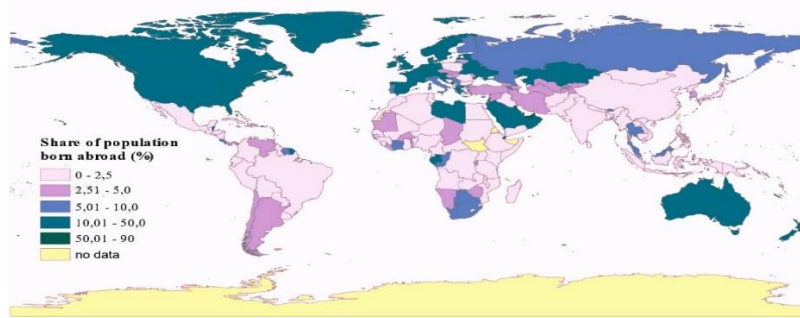 Share of population
born abroad (%)
0 - 2,5
2,51 - 5,0
5,01 - 10,0
10,01 - 50,0
50,01 - 90
no data